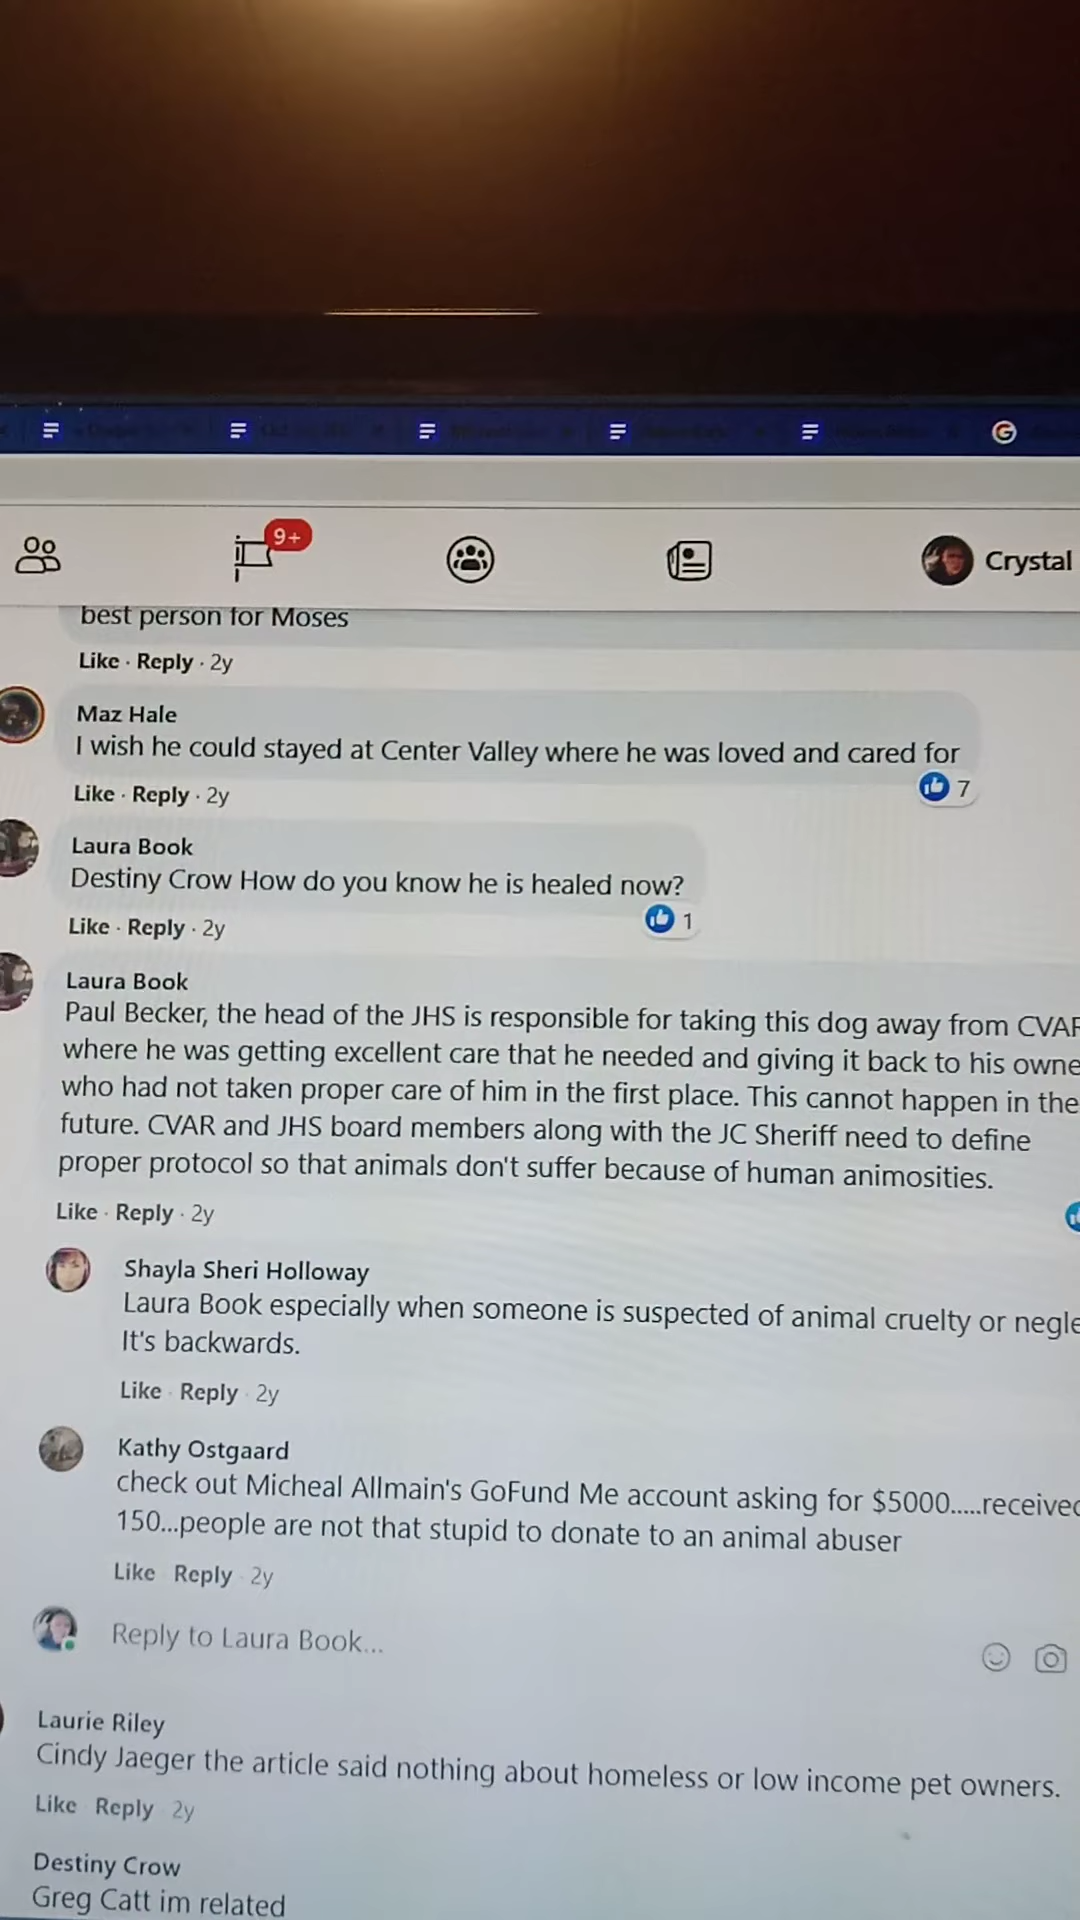 9+
Crystal
best person for Moses
Like · Reply · 2y
Maz Hale
I wish he could stayed at Center Valley where he was loved and cared for
7
Like · Reply · 2y
Laura Book
Destiny Crow How do you know he is healed now?
1
Like · Reply · 2y
Laura Book
Paul Becker, the head of the JHS is responsible for taking this dog away from CVAR
where he was getting excellent care that he needed and giving it back to his owne
who had not taken proper care of him in the first place. This cannot happen in the
future. CVAR and JHS board members along with the JC Sheriff need to define
proper protocol so that animals don't suffer because of human animosities.
Like · Reply · 2y
Shayla Sheri Holloway
Laura Book especially when someone is suspected of animal cruelty or negle
It's backwards.
Like · Reply · 2y
Kathy Ostgaard
check out Micheal Allmain's GoFund Me account asking for $5000.....received
150...people are not that stupid to donate to an animal abuser
Like Reply · 2y
Reply to Laura Book...
Laurie Riley
Cindy Jaeger the article said nothing about homeless or low income pet owners.
Like Reply 2y
Destiny Crow
Greg Catt im related